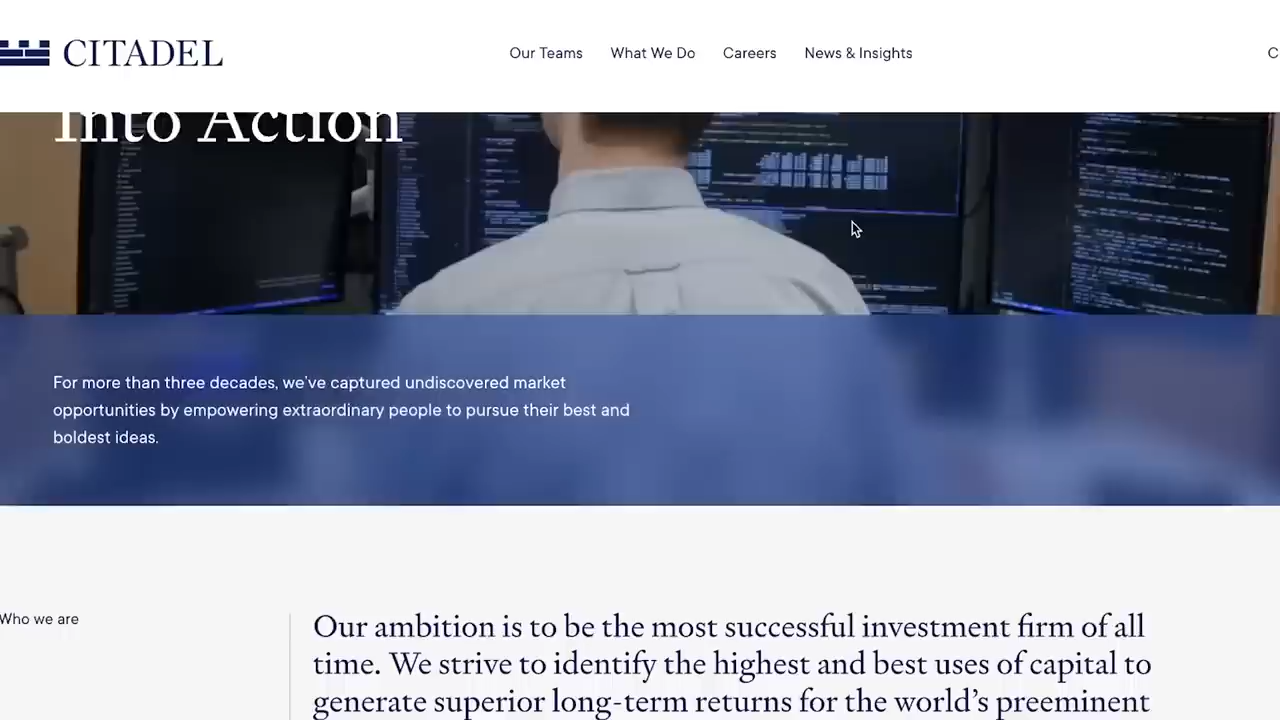 CITADEL
Our Teams
What We Do
Careers
News & Insights
C
Into Action
For more than three decades, we've captured undiscovered market
opportunities by empowering extraordinary people to pursue their best and
boldest ideas.
Who we are
Our ambition is to be the most successful investment firm of all
time. We strive to identify the highest and best uses of capital to
generate superior long-term returns for the world's preeminent